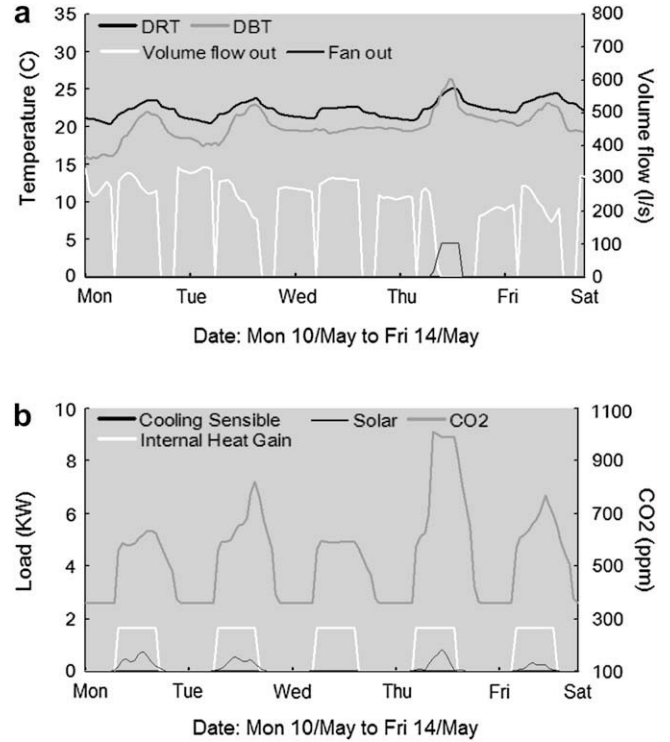 a
35
30
25
20
15
10
5
0
Temperature (C)
DRT DBT
Volume flow out Fan out
800
700
600
500
400
300
200
100
0
Volume flow (l/s)
Mon Tue Wed Thu Fri Sat
Date: Mon 10/May to Fri 14/May
b
10
8
6
4
2
0
Load (KW)
Cooling Sensible Solar CO2
Internal Heat Gain
1100
900
700
500
300
100
CO2 (ppm)
Mon Tue Wed Thu Fri Sat
Date: Mon 10/May to Fri 14/May